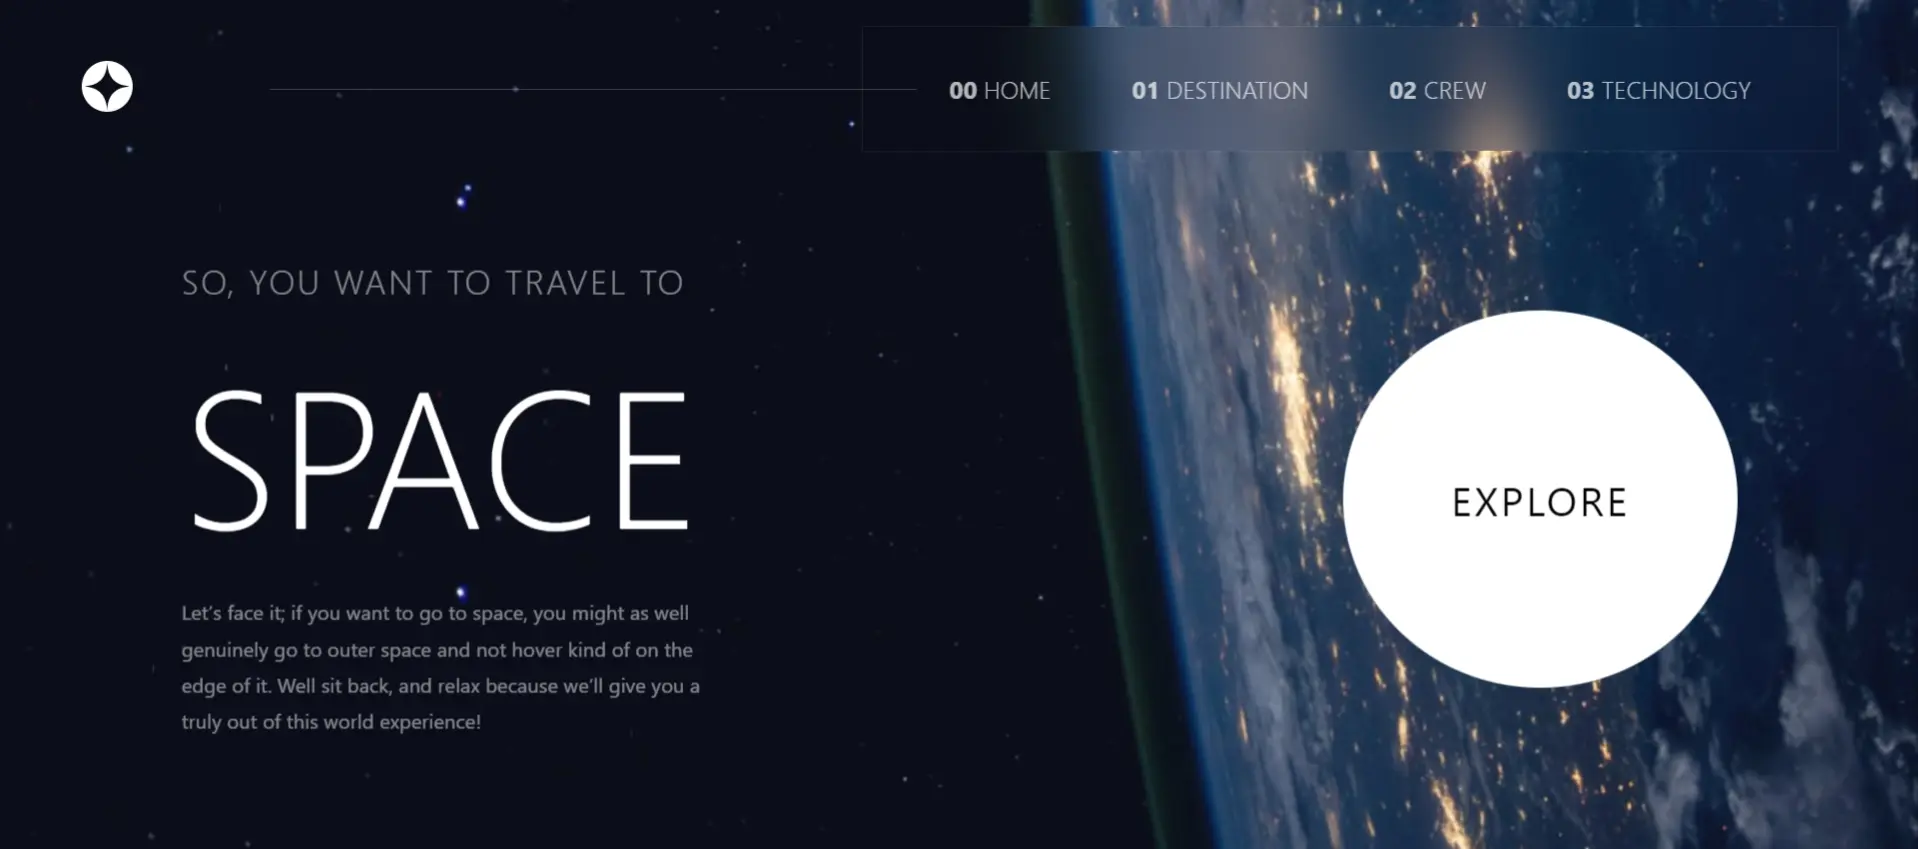 00 HOME 01 DESTINATION 02 CREW 03 TECHNOLOGY
SO, YOU WANT TO TRAVEL TO
SPACE
Let's face it; if you want to go to space, you might as well
genuinely go to outer space and not hover kind of on the
edge of it. Well sit back, and relax because we'll give you a
truly out of this world experience!
EXPLORE